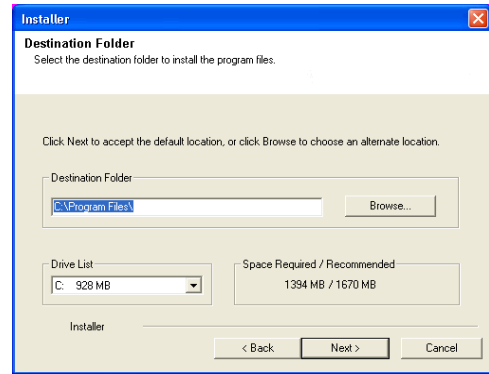 Installer
Destination Folder
Select the destination folder to install the program files.
Click Next to accept the default location, or click Browse to choose an alternate location.
Destination Folder
C:\Program Files\
Browse...
Drive List
Space Required / Recommended
C: 928 MB
1394 MB / 1670 MB
Installer
< Back
Next >
Cancel